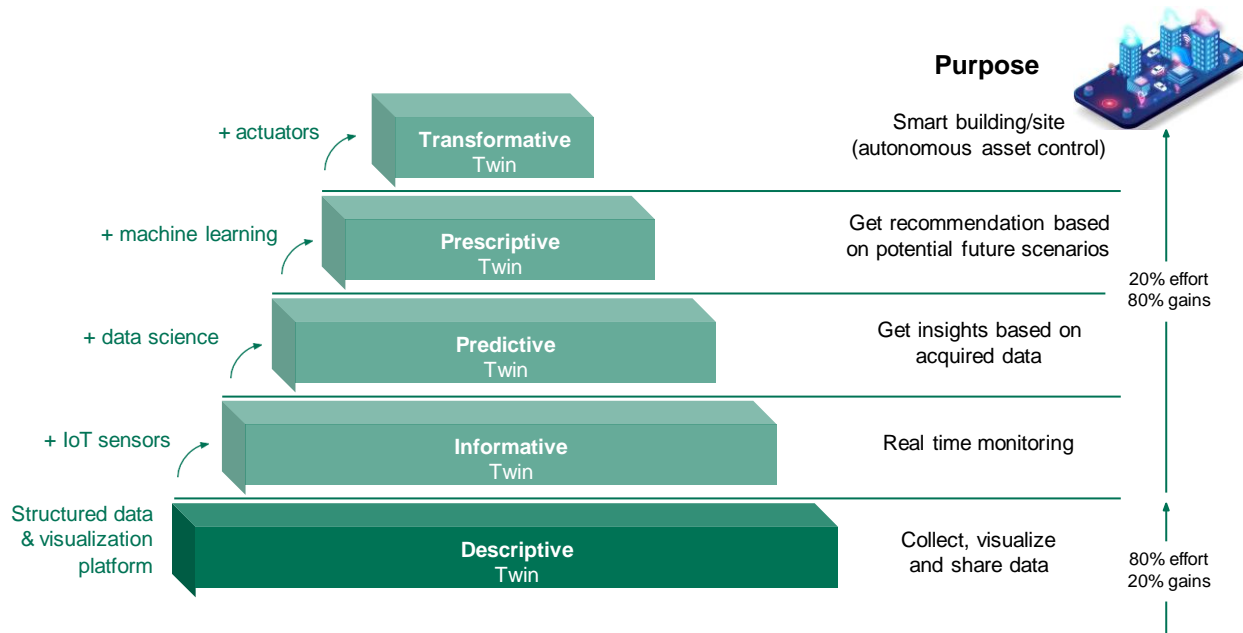 Purpose
+ actuators
Transformative
Twin
Smart building/site
(autonomous asset control)
+ machine learning
Prescriptive
Twin
Get recommendation based
on potential future scenarios
20% effort
80% gains
+ data science
Predictive
Twin
Get insights based on
acquired data
+ IoT sensors
Informative
Twin
Real time monitoring
Structured data
& visualization
platform
Descriptive
Twin
Collect, visualize
and share data
80% effort
20% gains